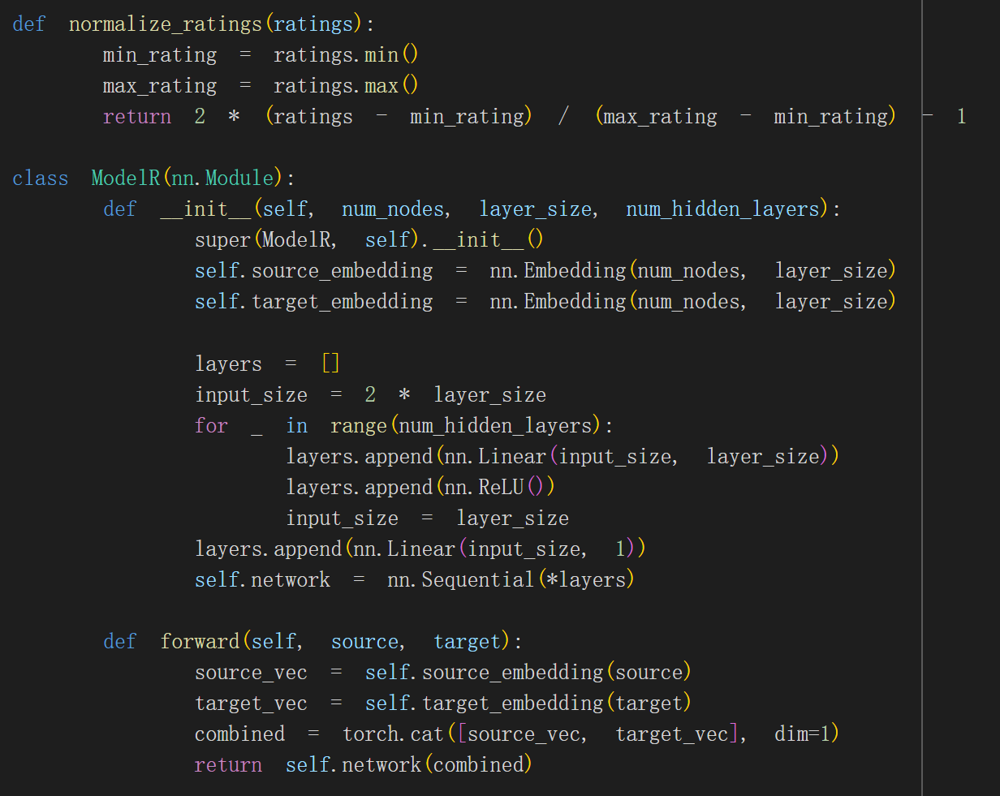 def normalize_ratings(ratings):
    min_rating = ratings.min()
    max_rating = ratings.max()
    return 2 * (ratings - min_rating) / (max_rating - min_rating) - 1

class ModelR(nn.Module):
    def __init__(self, num_nodes, layer_size, num_hidden_layers):
        super(ModelR, self).__init__()
        self.source_embedding = nn.Embedding(num_nodes, layer_size)
        self.target_embedding = nn.Embedding(num_nodes, layer_size)

        layers = []
        input_size = 2 * layer_size
        for _ in range(num_hidden_layers):
            layers.append(nn.Linear(input_size, layer_size))
            layers.append(nn.ReLU())
            input_size = layer_size
        layers.append(nn.Linear(input_size, 1))
        self.network = nn.Sequential(*layers)

    def forward(self, source, target):
        source_vec = self.source_embedding(source)
        target_vec = self.target_embedding(target)
        combined = torch.cat([source_vec, target_vec], dim=1)
        return self.network(combined)